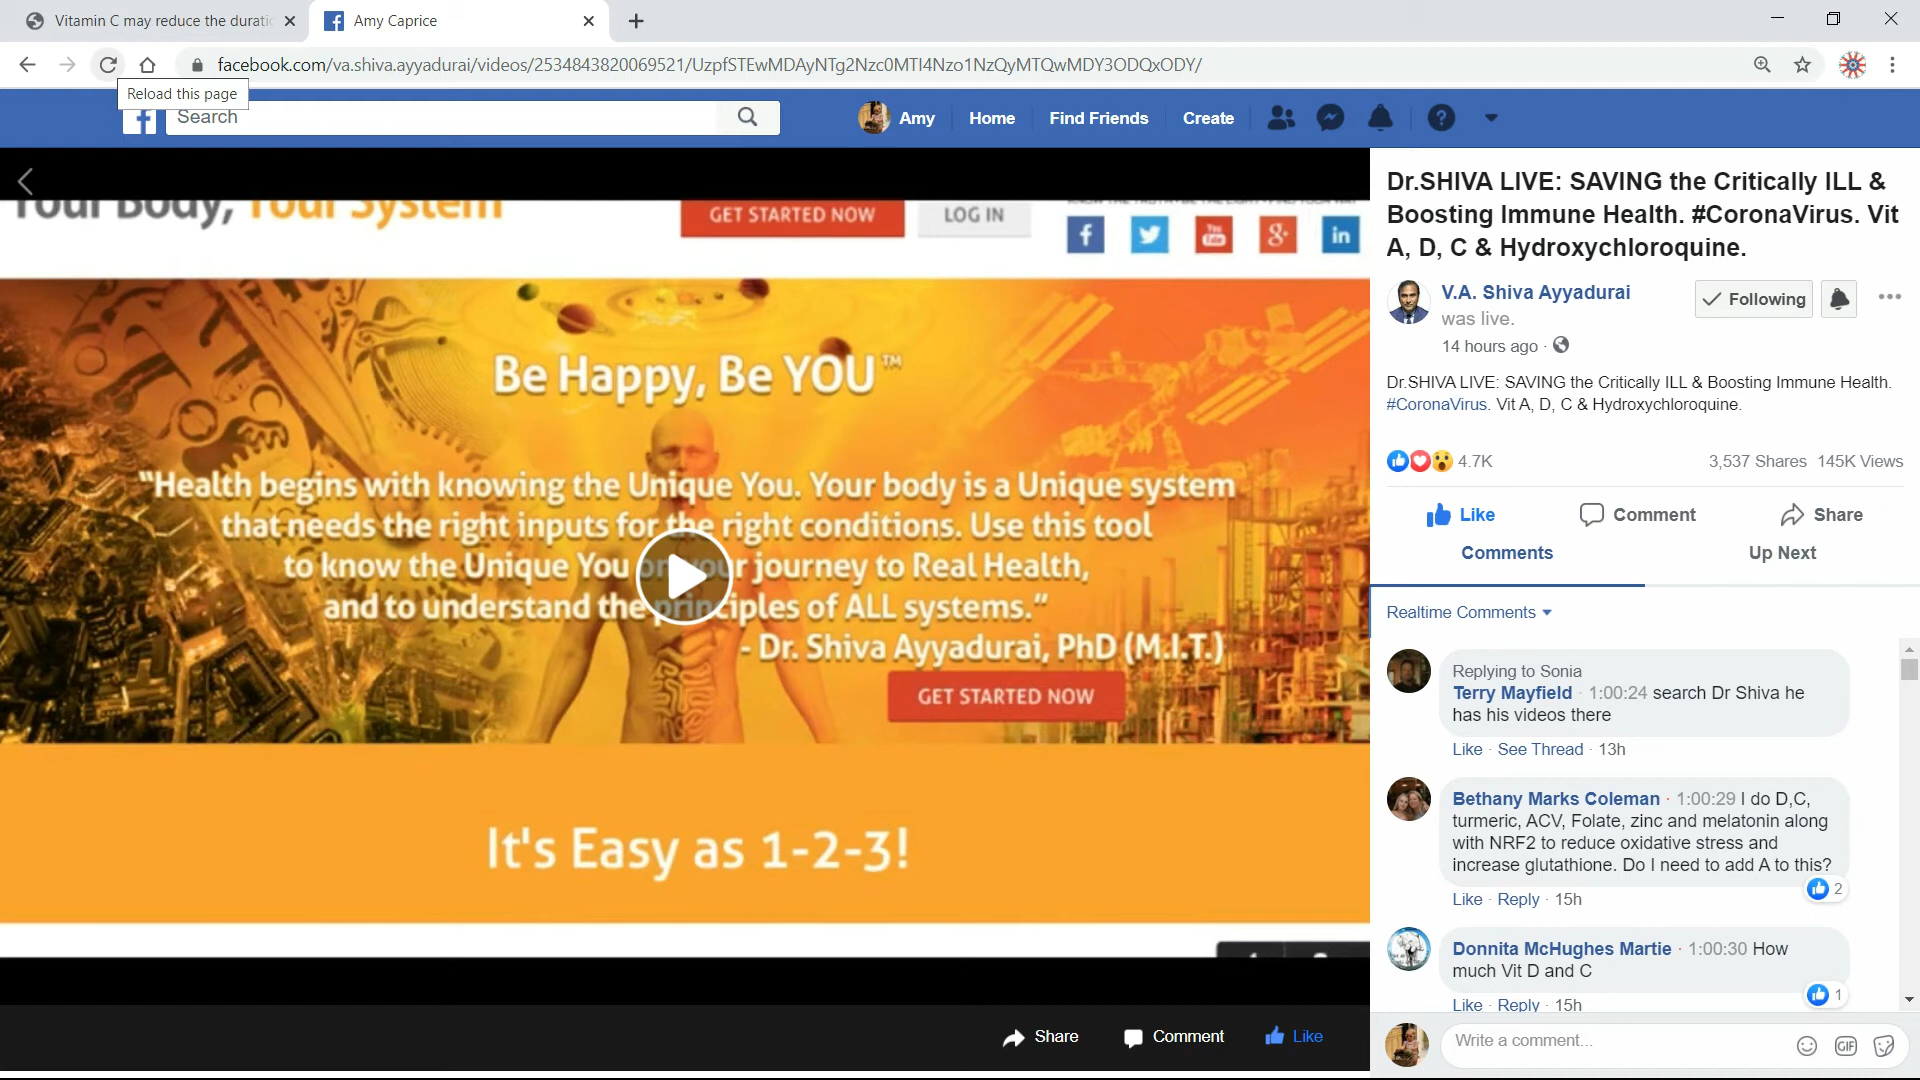 Vitamin C may reduce the durati
Amy Caprice
facebook.com/va.shiva.ayyadurai/videos/2534843820069521/UzpfSTEwMDAyNTg2Nzc0MTI4Nzo1NzQyMTQwMDY3ODQxODY/
Reload this page
Search
Amy
Home
Find Friends
Create
Your Body, Your System
GET STARTED NOW
LOG IN
You Tube
Be Happy, Be YOU™
"Health begins with knowing the Unique You. Your body is a Unique system
that needs the right inputs for the right conditions. Use this tool
to know the Unique You on your journey to Real Health,
and to understand the principles of ALL systems."
- Dr. Shiva Ayyadurai, PhD (M.I.T.)
GET STARTED NOW
It's Easy as 1-2-3!
Share
Comment
Like
Dr.SHIVA LIVE: SAVING the Critically ILL &
Boosting Immune Health. #CoronaVirus. Vit
A, D, C & Hydroxychloroquine.
V.A. Shiva Ayyadurai
was live.
14 hours ago ·
Following
Dr.SHIVA LIVE: SAVING the Critically ILL & Boosting Immune Health.
#CoronaVirus. Vit A, D, C & Hydroxychloroquine.
4.7K
3,537 Shares 145K Views
Like
Comment
Share
Comments
Up Next
Realtime Comments
Replying to Sonia
Terry Mayfield · 1:00:24 search Dr Shiva he
has his videos there
Like · See Thread · 13h
Bethany Marks Coleman · 1:00:29 I do D,C,
turmeric, ACV, Folate, zinc and melatonin along
with NRF2 to reduce oxidative stress and
increase glutathione. Do I need to add A to this?
2
Like · Reply · 15h
Donnita McHughes Martie · 1:00:30 How
much Vit D and C
1
Like · Reply · 15h
Write a comment...
GIF